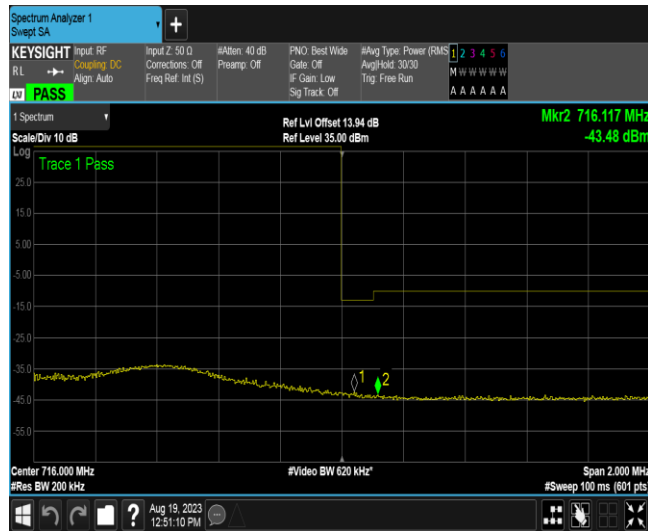 Spectrum Analyzer 1
Swept SA
+
KEYSIGHT
RL
LXI
PASS
Input: RF
Coupling: DC
Align: Auto
Input Z: 50 Ω
Corrections: Off
Freq Ref: Int (S)
#Atten: 40 dB
Preamp: Off
PNO: Best Wide
Gate: Off
IF Gain: Low
Sig Track: Off
#Avg Type: Power (RMS
Avg|Hold: 30/30
Trig: Free Run
1 2 3 4 5 6
M W W W W W
A A A A A A
1 Spectrum
Scale/Div 10 dB
Log
Ref Lvl Offset 13.94 dB
Ref Level 35.00 dBm
Mkr2 716.117 MHz
-43.48 dBm
Trace 1 Pass
25.0
15.0
5.00
-5.00
-15.0
-25.0
-35.0
-45.0
-55.0
1
2
Center 716.000 MHz
#Res BW 200 kHz
#Video BW 620 kHz*
Span 2.000 MHz
#Sweep 100 ms (601 pts)
?
Aug 19, 2023
12:51:10 PM